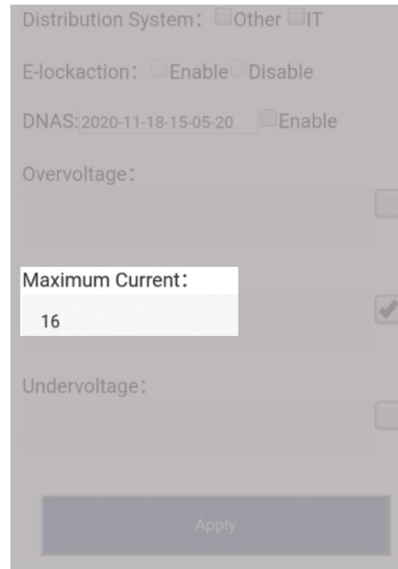 Distribution System: Other IT
E-lockaction: Enable Disable
DNAS: 2020-11-18-15-05-20 Enable
Overvoltage:
Maximum Current:
16
Undervoltage:
Apply